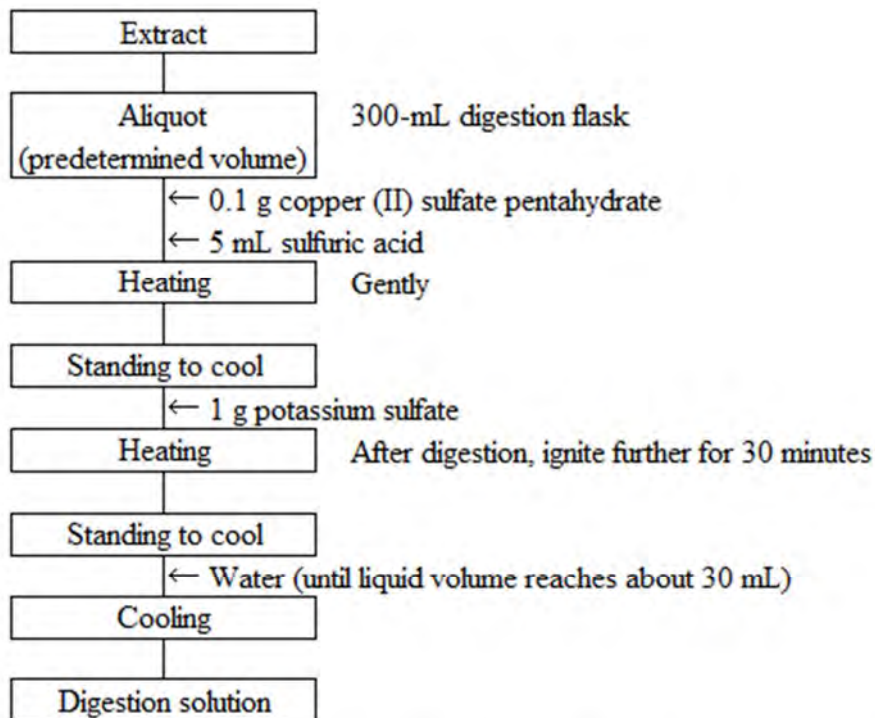 Extract
Aliquot
(predetermined volume)
300-mL digestion flask
← 0.1 g copper (II) sulfate pentahydrate
← 5 mL sulfuric acid
Heating
Gently
Standing to cool
← 1 g potassium sulfate
Heating
After digestion, ignite further for 30 minutes
Standing to cool
← Water (until liquid volume reaches about 30 mL)
Cooling
Digestion solution